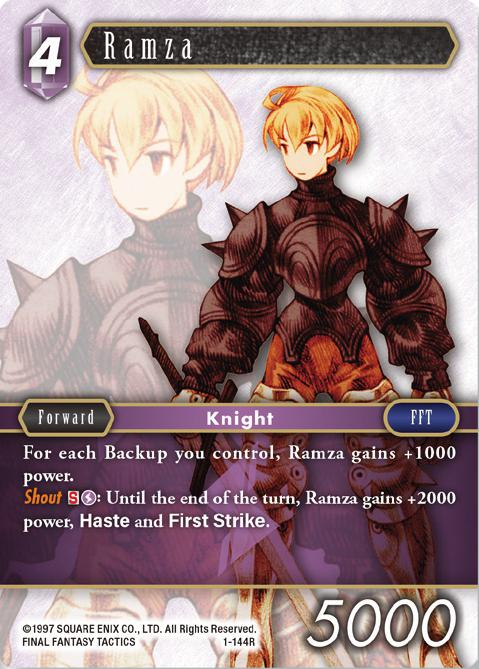 4
Ramza
Forward
Knight
FFT
For each Backup you control, Ramza gains +1000
power.
Shout S: Until the end of the turn, Ramza gains +2000
power, Haste and First Strike.
©1997 SQUARE ENIX CO., LTD. All Rights Reserved.
FINAL FANTASY TACTICS
1-144R
5000